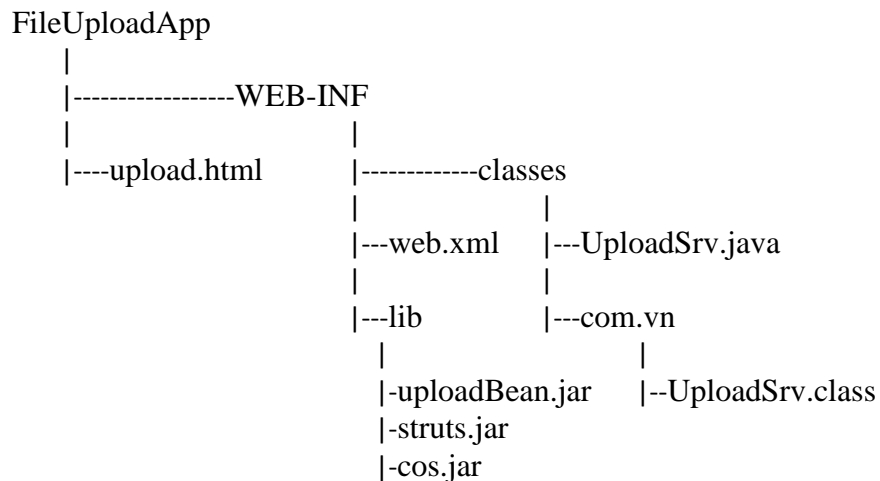 FileUploadApp
|
|------------------WEB-INF
| |
|----upload.html |-------------classes
| |
|---web.xml |---UploadSrv.java
| |
|---lib |---com.vn
| |
|-uploadBean.jar |--UploadSrv.class
|-struts.jar
|-cos.jar